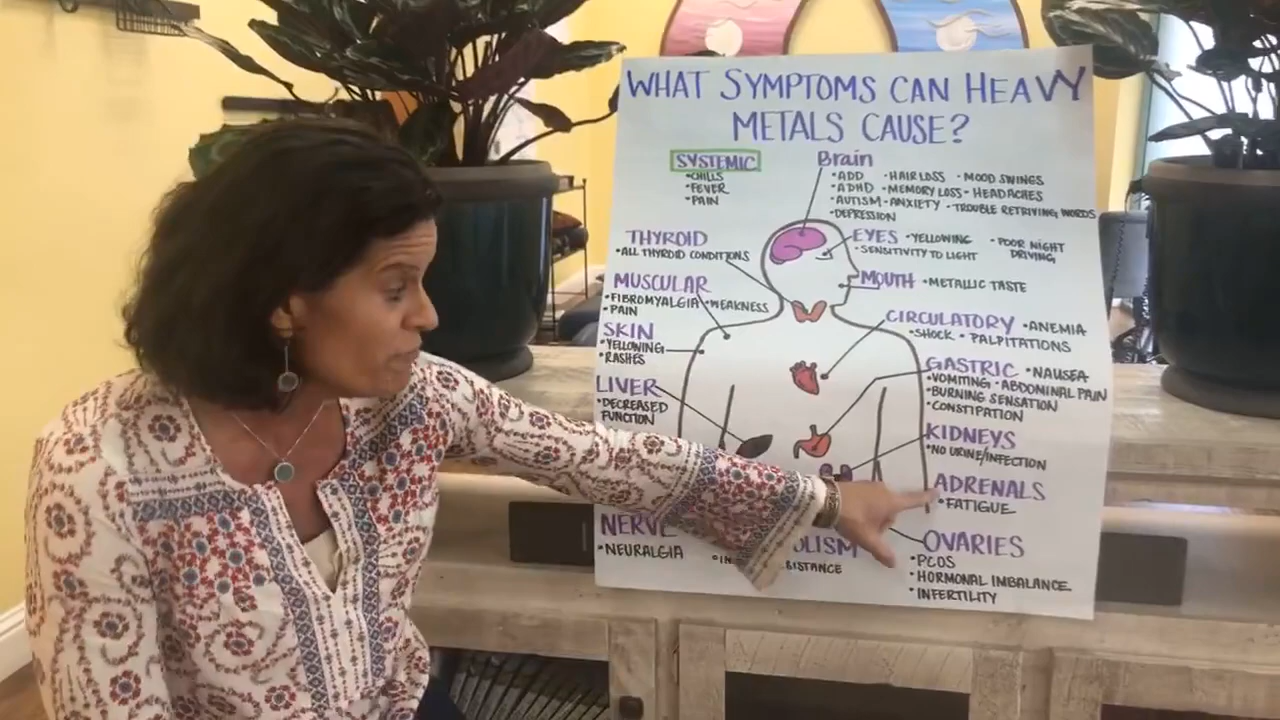 WHAT SYMPTOMS CAN HEAVY
METALS CAUSE?
SYSTEMIC
•CHILLS
•FEVER
•PAIN
Brain
•ADD •HAIR LOSS •MOOD SWINGS
•ADHD •MEMORY LOSS •HEADACHES
•AUTISM •ANXIETY •TROUBLE RETRIVING WORDS
•DEPRESSION
THYROID
•ALL THYROID CONDITIONS
EYES •YELLOWING •POOR NIGHT
•SENSITIVITY TO LIGHT DRIVING
MUSCULAR
•FIBROMYALGIA •WEAKNESS
•PAIN
MOUTH •METALLIC TASTE
SKIN
•YELLOWING
•RASHES
CIRCULATORY •ANEMIA
•SHOCK •PALPITATIONS
LIVER
•DECREASED
FUNCTION
GASTRIC •NAUSEA
•VOMITING •ABDOMINAL PAIN
•BURNING SENSATION
•CONSTIPATION
KIDNEYS
•NO URINE/INFECTION
ADRENALS
•FATIGUE
NERVE
•NEURALGIA
OVARIES
•PCOS
•HORMONAL IMBALANCE
•INFERTILITY